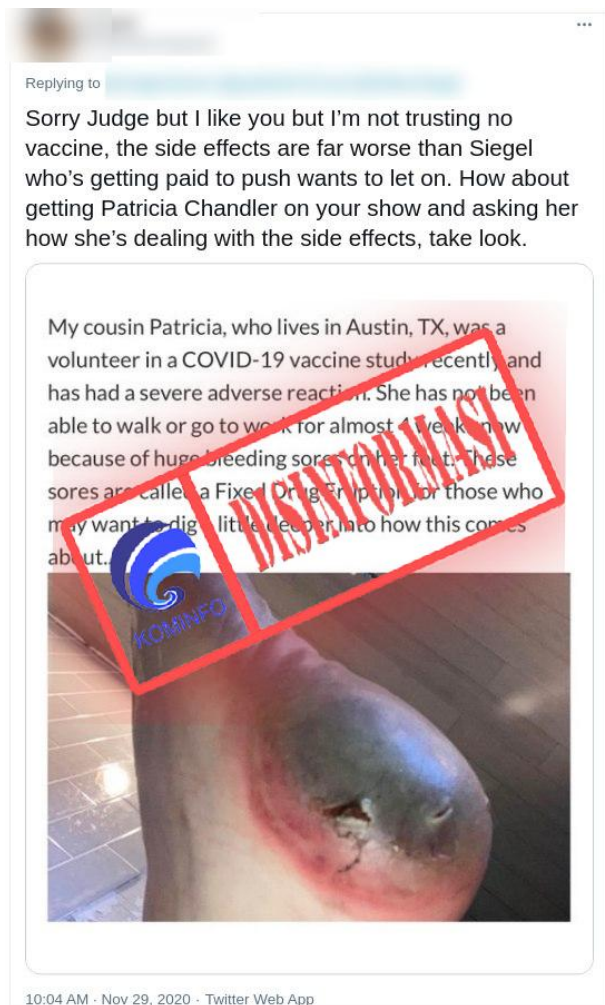 Replying to
Sorry Judge but I like you but I’m not trusting no
vaccine, the side effects are far worse than Siegel
who’s getting paid to push wants to let on. How about
getting Patricia Chandler on your show and asking her
how she’s dealing with the side effects, take look.
My cousin Patricia, who lives in Austin, TX, was a
volunteer in a COVID-19 vaccine study recently and
has had a severe adverse reaction. She has not been
able to walk or go to work for almost 4 weeks now
because of huge bleeding sores on her feet. These
sores are called a Fixed Drug Eruption for those who
may want to dig a little deeper into how this comes
about..
DISINFORMASI
KOMINFO
10:04 AM · Nov 29, 2020 · Twitter Web App